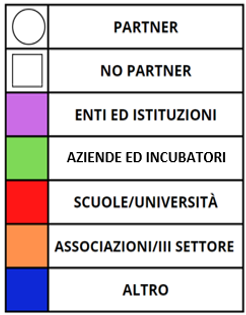 PARTNER
NO PARTNER
ENTI ED ISTITUZIONI
AZIENDE ED INCUBATORI
SCUOLE/UNIVERSITÀ
ASSOCIAZIONI/III SETTORE
ALTRO